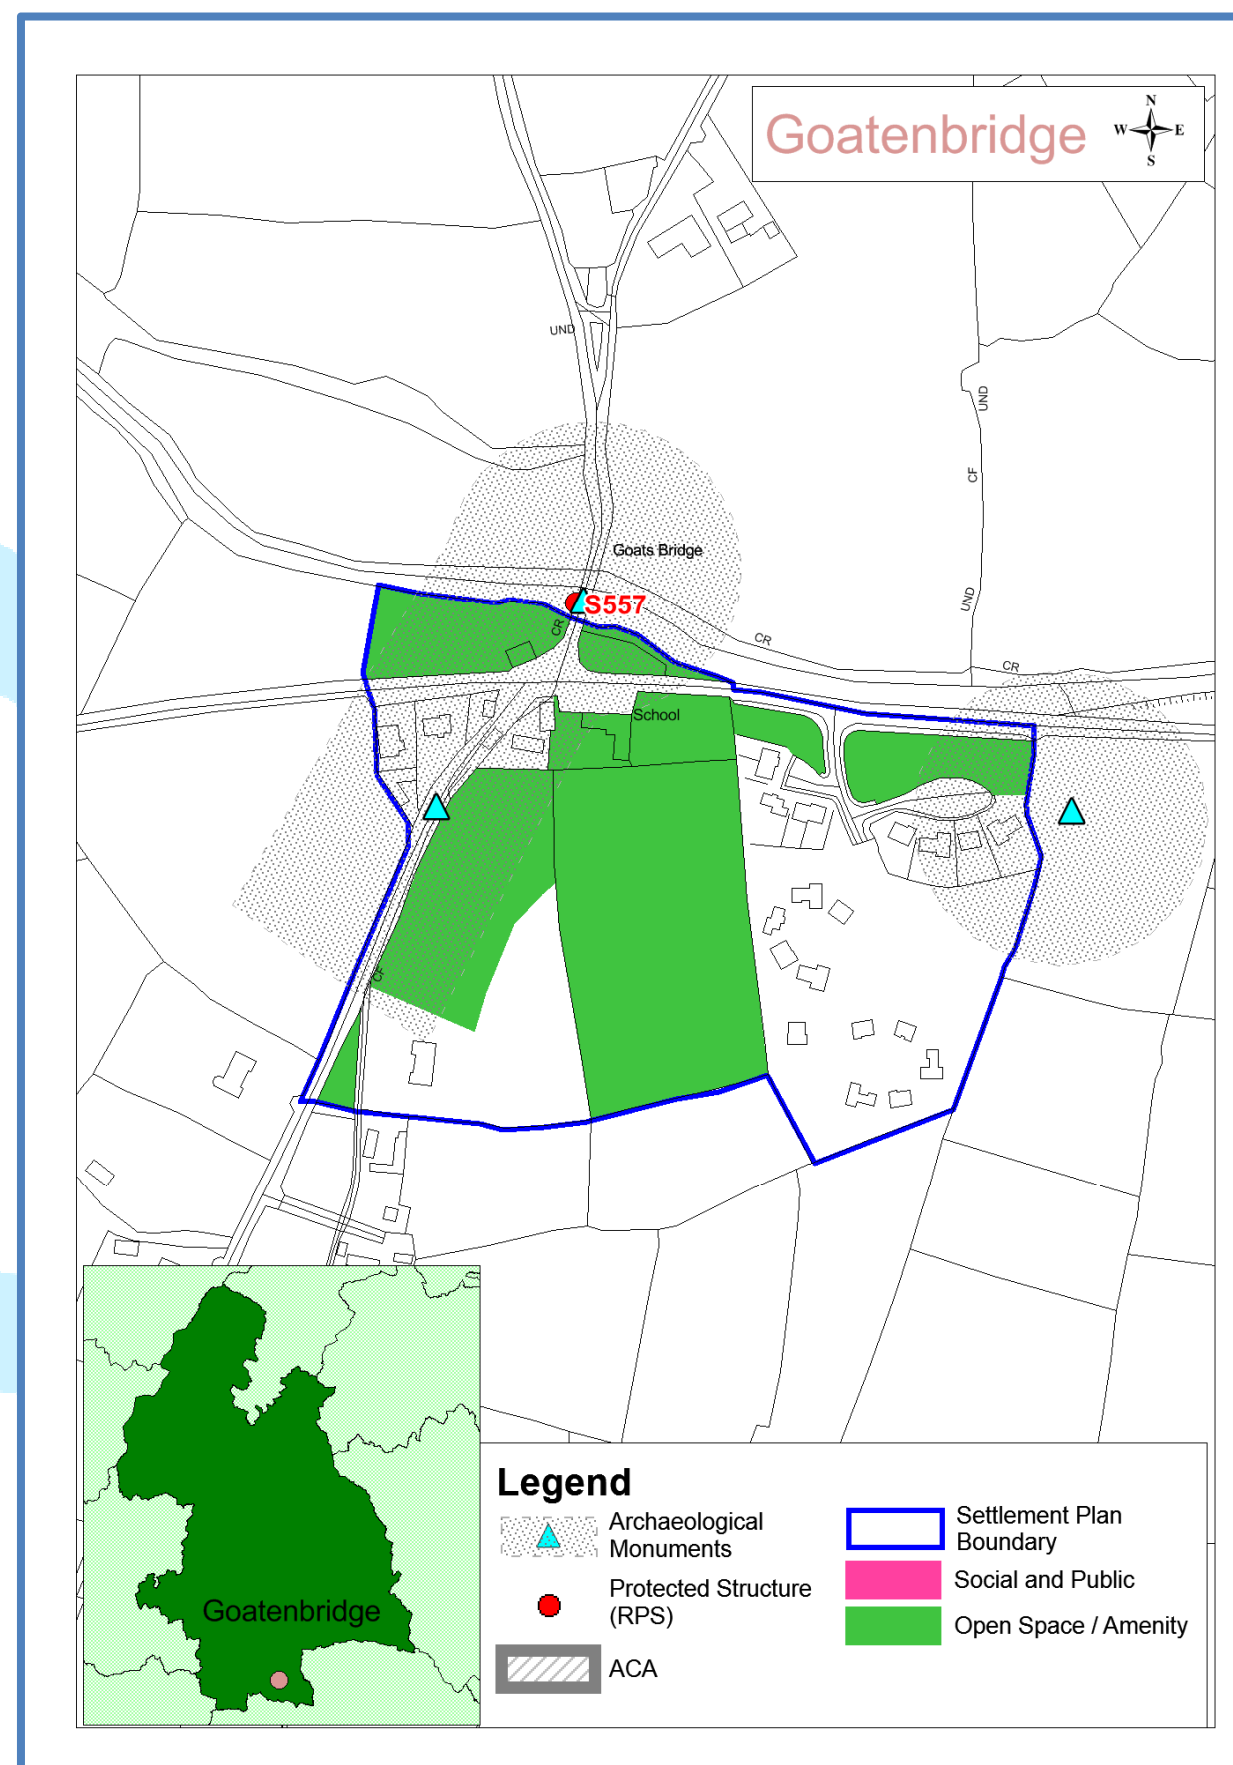 Goatenbridge
N
W
E
S
UND
UND
CF
Goats Bridge
UND
S557
CR
CR
CR
School
CF
Goatenbridge
Legend
Archaeological
Monuments
Protected Structure
(RPS)
ACA
Settlement Plan
Boundary
Social and Public
Open Space / Amenity